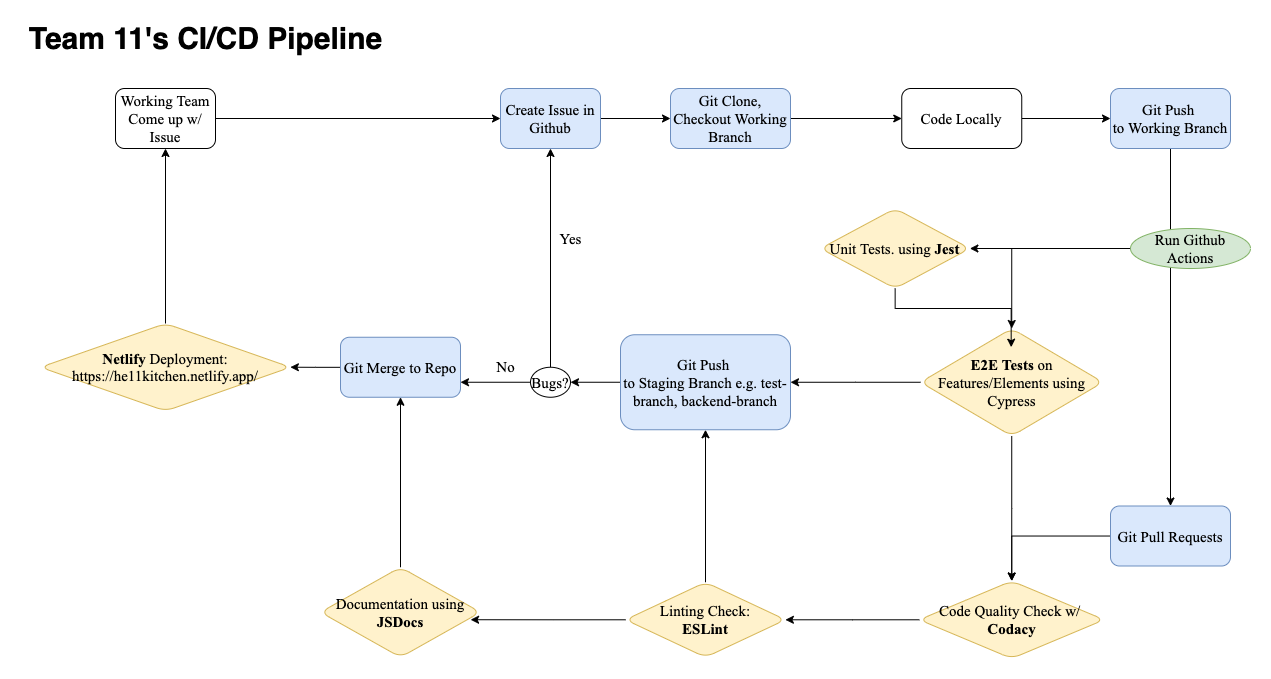 Team 11's CI/CD Pipeline
Working Team
Come up w/
Issue
Create Issue in
Github
Git Clone,
Checkout Working
Branch
Code Locally
Git Push
to Working Branch
Yes
Unit Tests. using Jest
Run Github
Actions
Netlify Deployment:
https://he11kitchen.netlify.app/
Git Merge to Repo
No
Bugs?
Git Push
to Staging Branch e.g. test-
branch, backend-branch
E2E Tests on
Features/Elements using
Cypress
Git Pull Requests
Documentation using
JSDocs
Linting Check:
ESLint
Code Quality Check w/
Codacy